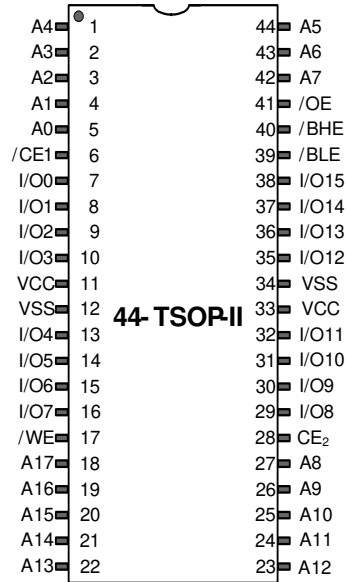 A4 1 44 A5
A3 2 43 A6
A2 3 42 A7
A1 4 41 /OE
A0 5 40 /BHE
/CE1 6 39 /BLE
I/O0 7 38 I/O15
I/O1 8 37 I/O14
I/O2 9 36 I/O13
I/O3 10 35 I/O12
VCC 11 34 VSS
VSS 12 33 VCC
44-TSOP-II
I/O4 13 32 I/O11
I/O5 14 31 I/O10
I/O6 15 30 I/O9
I/O7 16 29 I/O8
/WE 17 28 CE₂
A17 18 27 A8
A16 19 26 A9
A15 20 25 A10
A14 21 24 A11
A13 22 23 A12